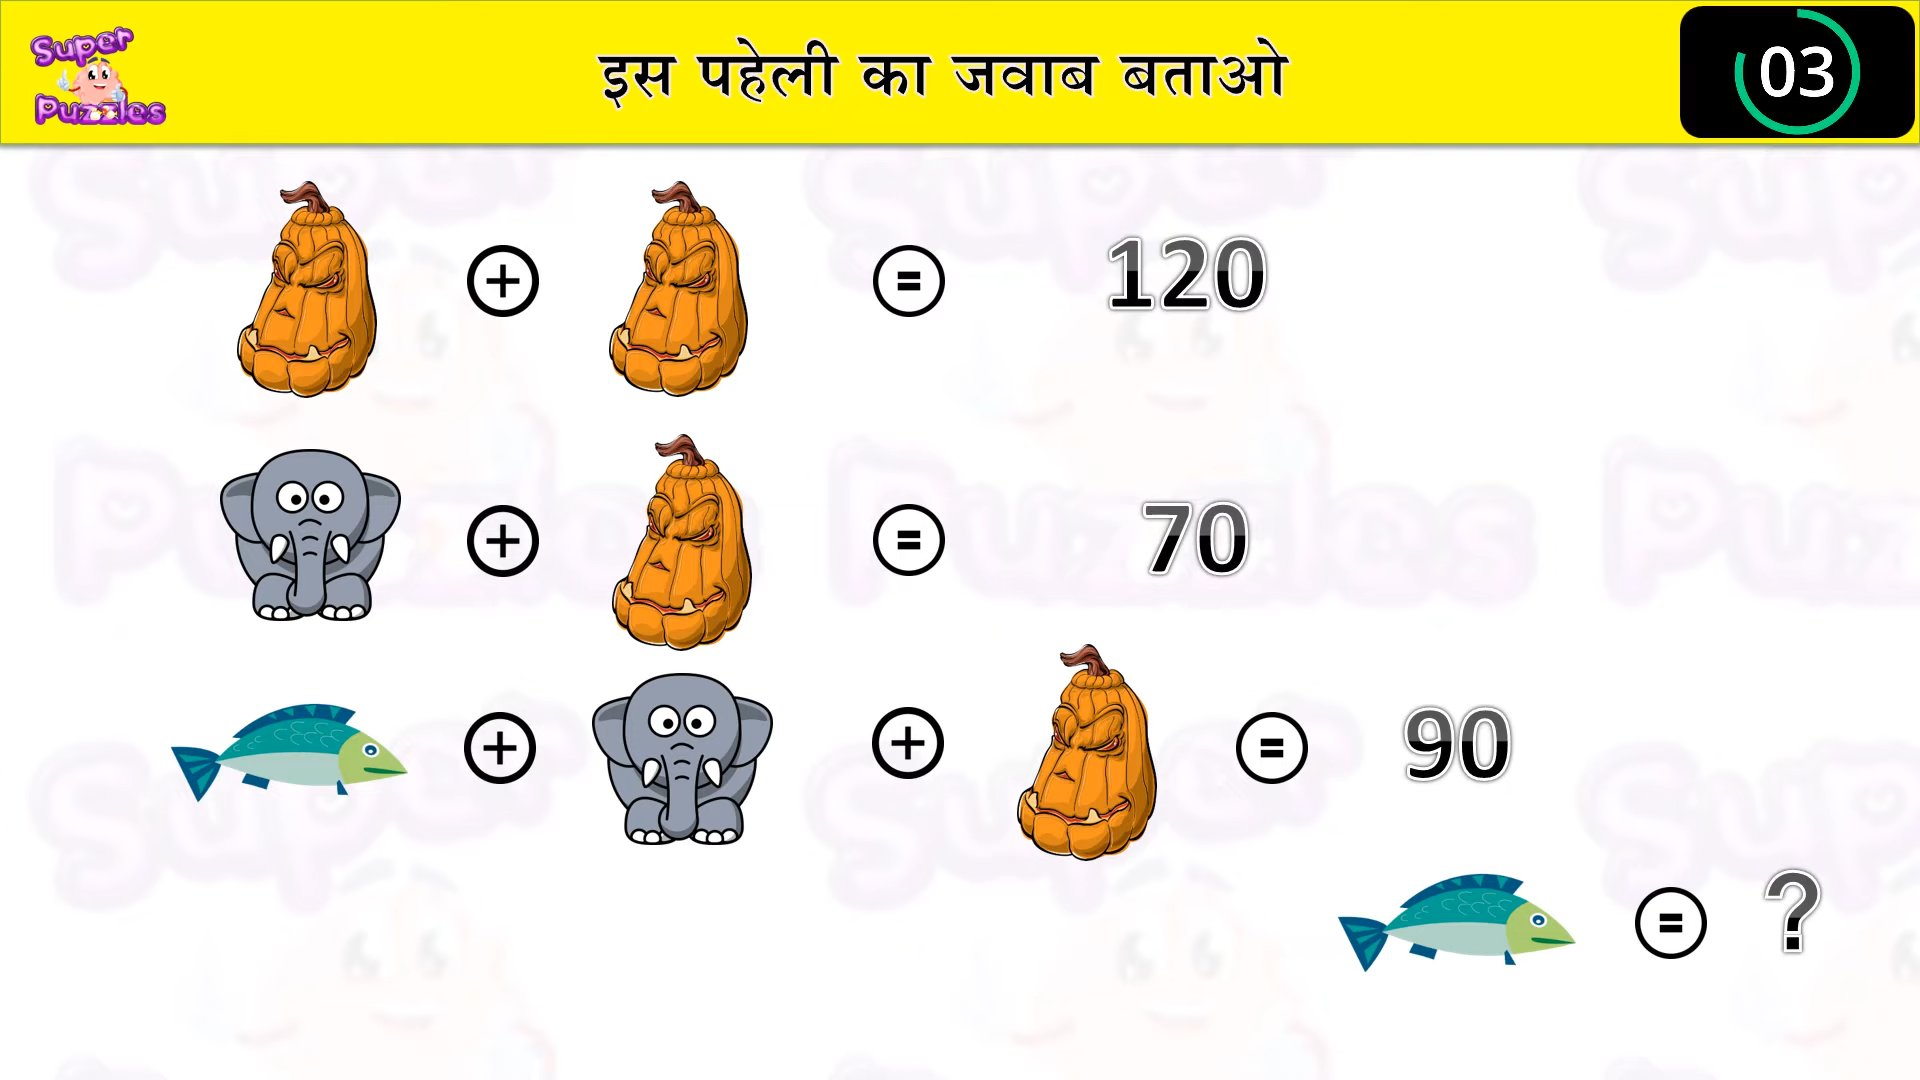 Super
Puzzles
इस पहेली का जवाब बताओ
03
+ = 120
+ = 70
+ + = 90
= ?